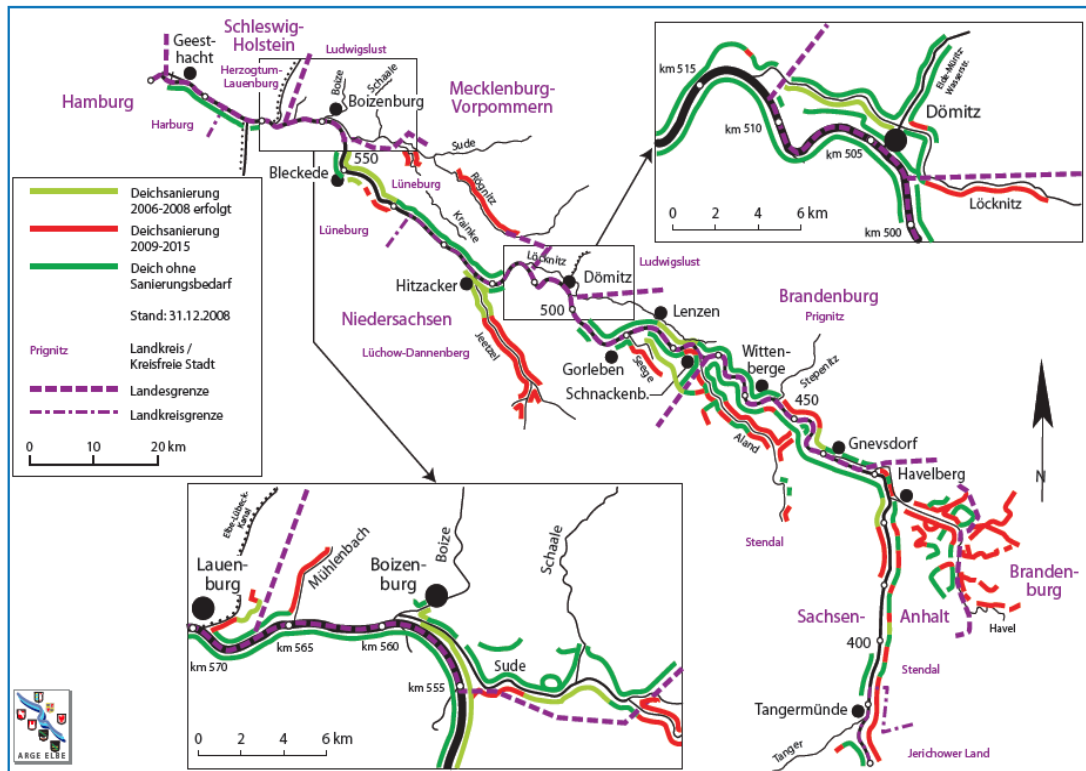 Schleswig-
Holstein
Geest-
hacht
Ludwigslust
Herzogtum-
Lauenburg
Boize
Schaale
Mecklenburg-
Vorpommern
Hamburg
Boizenburg
Harburg
Sude
550
Bleckede
Lüneburg
Rögnitz
Krainke
Lüneburg
Löcknitz
Dömitz
Ludwigslust
Hitzacker
500
Lenzen
Brandenburg
Prignitz
Niedersachsen
Jeetzel
Lüchow-Dannenberg
Gorleben
Seege
Schnackenb.
Witten-
berge
Stepenitz
450
Aland
Gnevsdorf
Havelberg
N
Stendal
Branden-
burg
Sachsen-
Anhalt
Havel
400
Stendal
Tangermünde
Tanger
Jerichower Land
Deichsanierung
2006-2008 erfolgt
Deichsanierung
2009-2015
Deich ohne
Sanierungsbedarf
Stand: 31.12.2008
Prignitz
Landkreis /
Kreisfreie Stadt
Landesgrenze
Landkreisgrenze
0 10 20 km
km 515
Elde-Müritz-
Wasserstr.
Dömitz
km 510
km 505
Löcknitz
km 500
0 2 4 6 km
Elbe-Lübeck-
Kanal
Lauen-
burg
Mühlenbach
Boizen-
burg
Boize
Schaale
km 570
km 565
km 560
Sude
km 555
0 2 4 6 km
ARGE ELBE